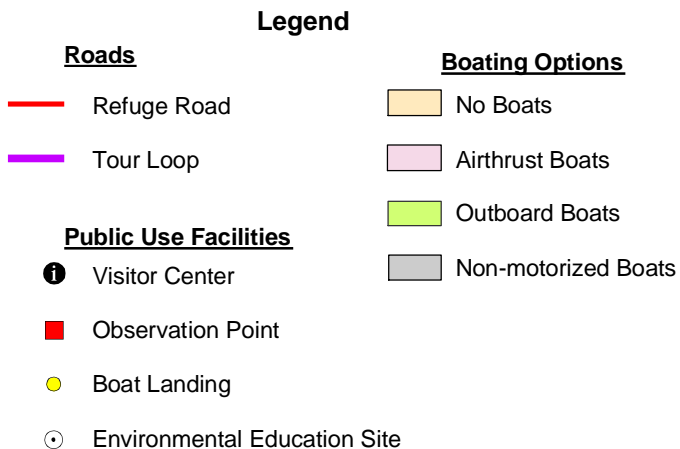 Legend
Roads
Refuge Road
Tour Loop
Public Use Facilities
Visitor Center
Observation Point
Boat Landing
Environmental Education Site
Boating Options
No Boats
Airthrust Boats
Outboard Boats
Non-motorized Boats